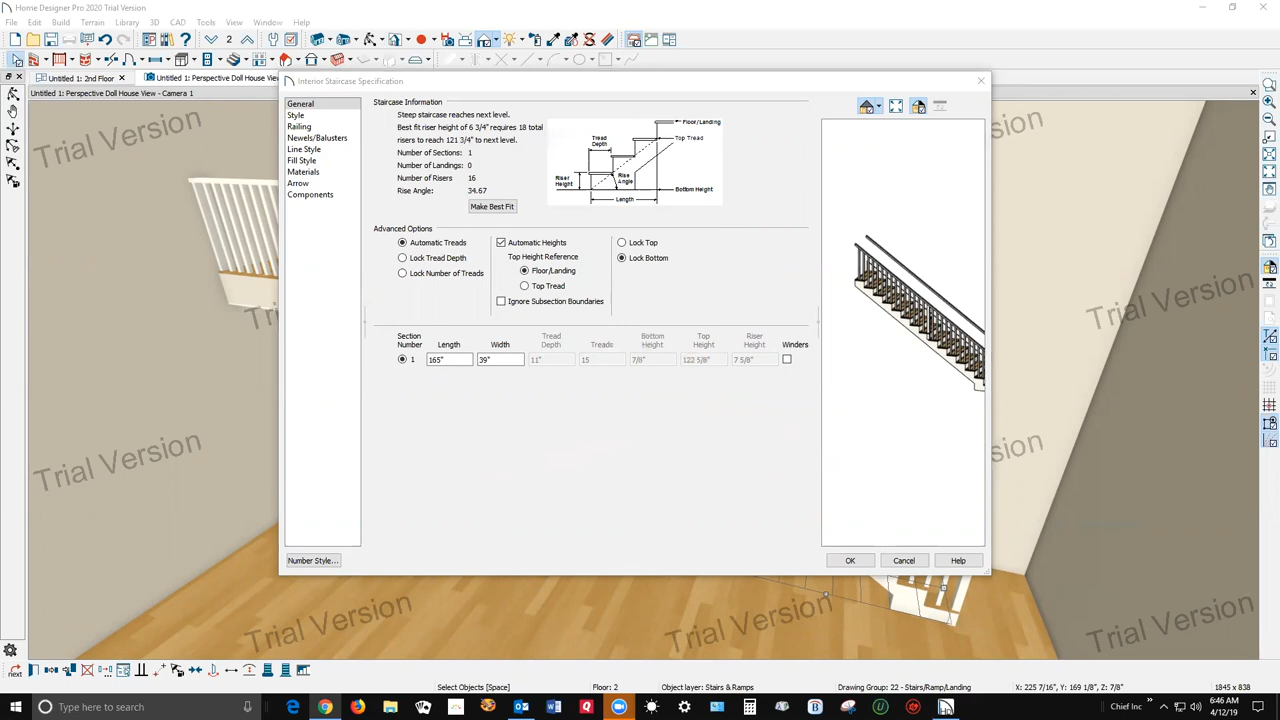 Home Designer Pro 2020 Trial Version
File Edit Build Terrain Library 3D CAD Tools View Window Help
2
Untitled 1: 2nd Floor
Untitled 1: Perspective Doll House View
Untitled 1: Perspective Doll House View - Camera 1
Interior Staircase Specification
General
Style
Railing
Newels/Balusters
Line Style
Fill Style
Materials
Arrow
Components
Staircase Information
Steep staircase reaches next level.
Best fit riser height of 6 3/4" requires 18 total
risers to reach 121 3/4" to next level.
Number of Sections: 1
Number of Landings: 0
Number of Risers 16
Rise Angle: 34.67
Make Best Fit
Floor/Landing
Top Tread
Tread
Depth
Rise
Angle
Riser
Height
Bottom Height
Length
Advanced Options
Automatic Treads
Lock Tread Depth
Lock Number of Treads
Automatic Heights
Top Height Reference
Floor/Landing
Top Tread
Ignore Subsection Boundaries
Lock Top
Lock Bottom
Section
Number Length Width Tread
Depth Treads Bottom
Height Top
Height Riser
Height Winders
1 165" 39" 11" 15 7/8" 122 5/8" 7 5/8"
Number Style...
OK Cancel Help
Trial Version
Trial Version
Trial Version
Trial Version
Trial Version
Trial Version
Trial Version
Trial Version
next
Select Objects [Space] Floor: 2 Object layer: Stairs & Ramps Drawing Group: 22 - Stairs/Ramp/Landing X: 225 7/16", Y: 169 1/8", Z: 7/8" 1845 x 838
Type here to search
Chief Inc
6:46 AM
4/12/19